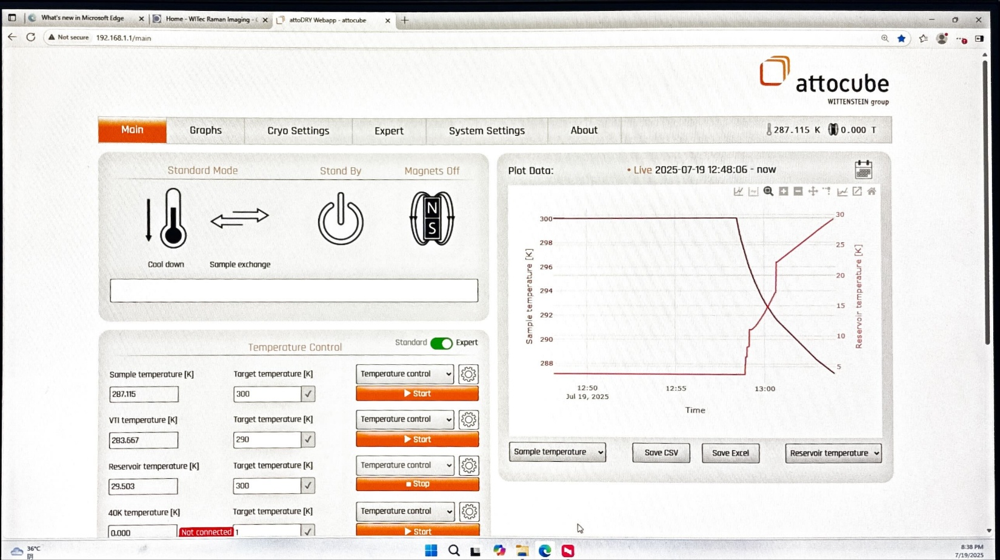 What's new in Microsoft Edge
Home - WITec Raman Imaging -
attoDRY Webapp - attocube
Not secure 192.168.1.1/main
attocube
WITTENSTEIN group
Main Graphs Cryo Settings Expert System Settings About 287.115 K 0.000 T
Standard Mode Stand By Magnets Off
N
S
Cool down Sample exchange
Temperature Control Standard Expert
Sample temperature [K] Target temperature [K] Temperature control
287.115 300 Start
VTI temperature [K] Target temperature [K] Temperature control
283.667 290 Start
Reservoir temperature [K] Target temperature [K] Temperature control
29.503 300 Stop
40K temperature [K] Target temperature [K] Temperature control
0.000 Not connected 1 Start
Plot Data: • Live 2025-07-19 12:48:06 - now
Sample temperature [K]
300
298
296
294
292
290
288
30
25
20
15
10
5
Reservoir temperature [K]
12:50 12:55 13:00
Jul 19, 2025
Time
Sample temperature Save CSV Save Excel Reservoir temperature
36°C
阴
8:38 PM
7/19/2025